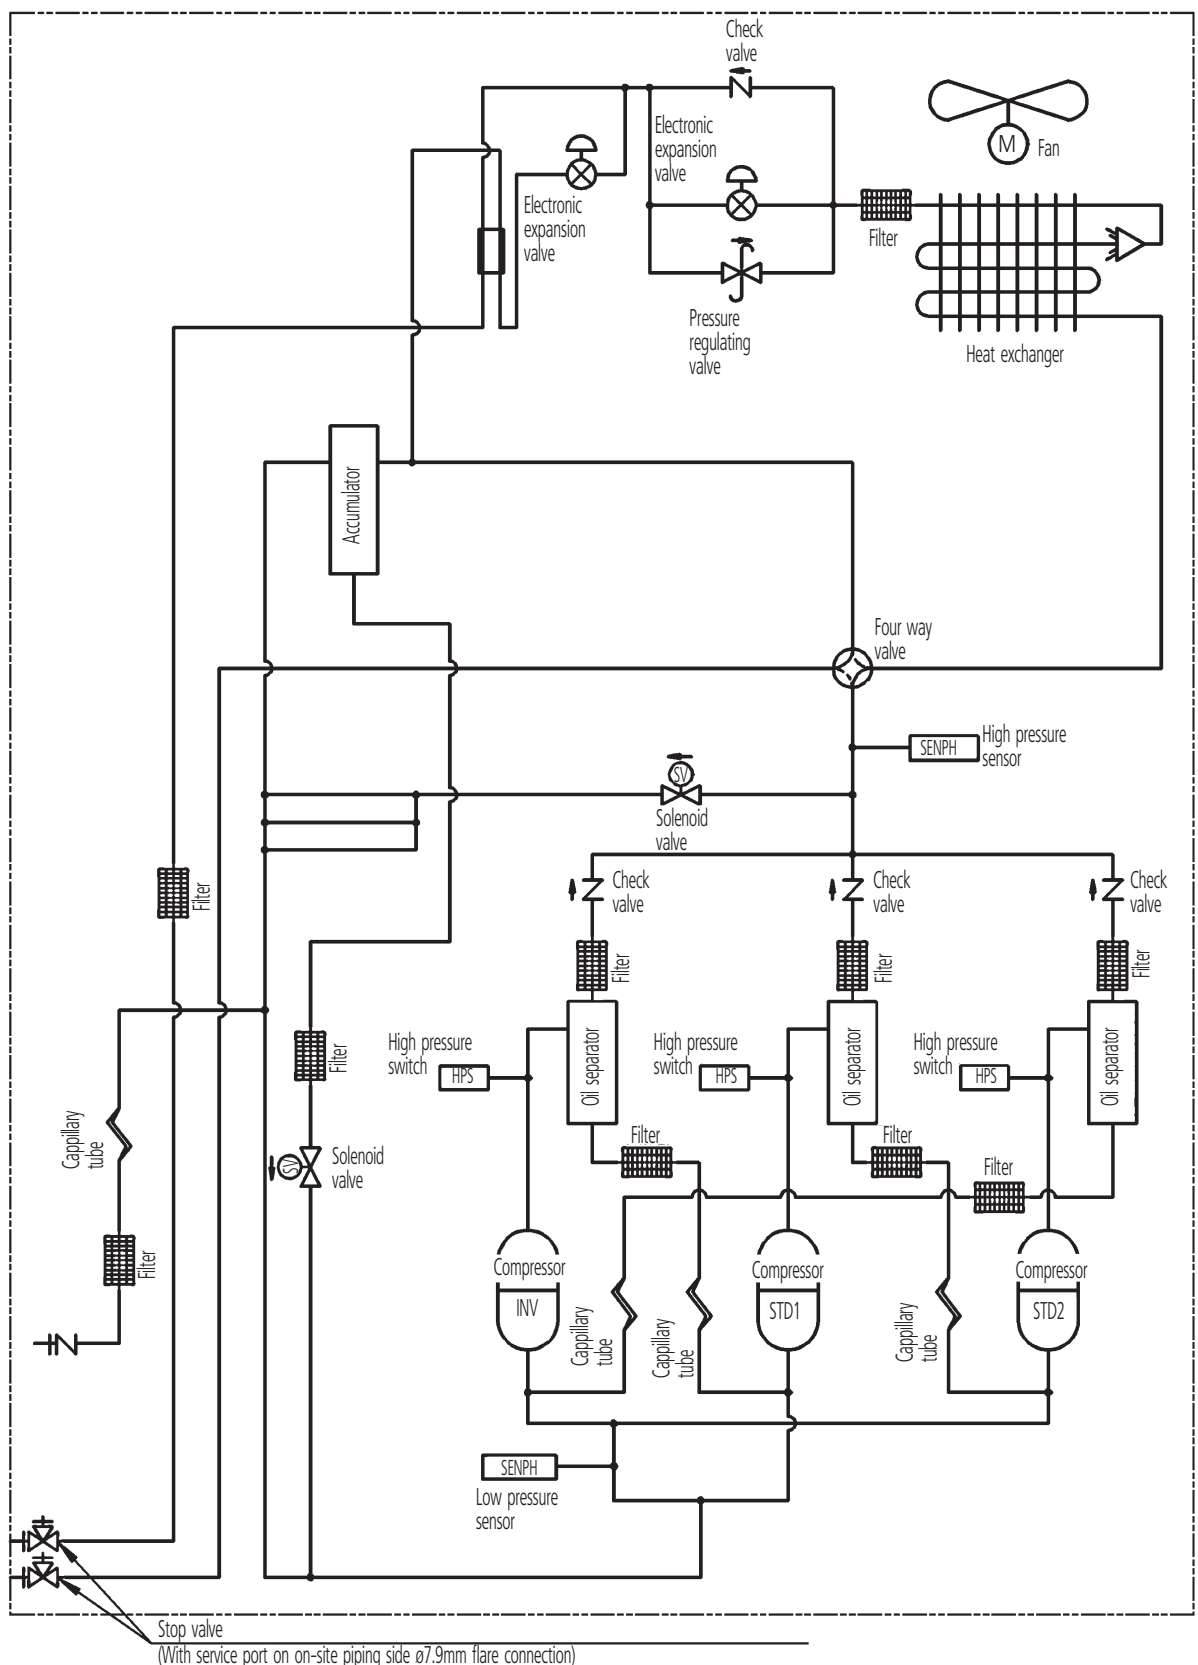 Check
valve
Electronic
expansion
valve
M
Fan
Electronic
expansion
valve
Filter
Pressure
regulating
valve
Heat exchanger
Accumulator
Four way
valve
SENPH
High pressure
sensor
SV
Solenoid
valve
Filter
Check
valve
Check
valve
Check
valve
Filter
Filter
Filter
High pressure
switch
HPS
Oil separator
High pressure
switch
HPS
Oil separator
High pressure
switch
HPS
Oil separator
Filter
Cappillary
tube
SV
Solenoid
valve
Filter
Filter
Filter
Filter
Compressor
INV
Compressor
STD1
Compressor
STD2
Cappillary
tube
Cappillary
tube
Cappillary
tube
SENPH
Low pressure
sensor
Stop valve
(With service port on on-site piping side ø7.9mm flare connection)